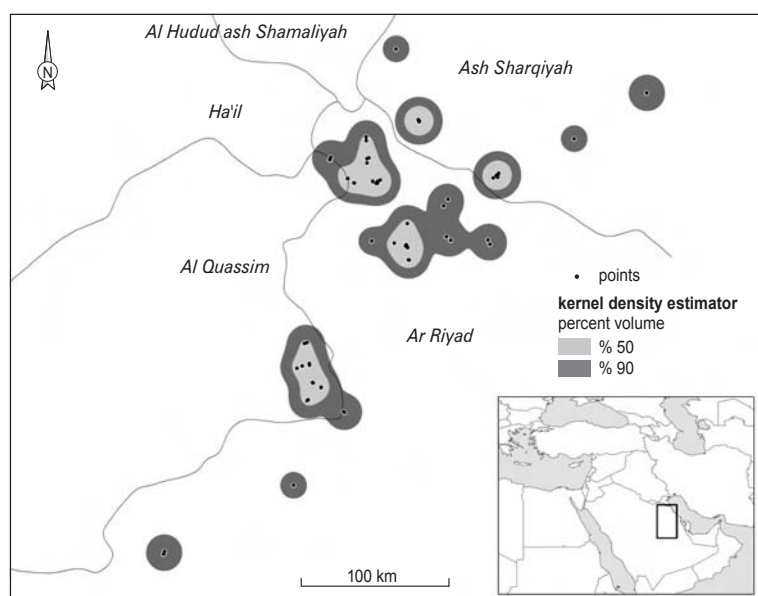 Al Hudud ash Shamaliyah
Ash Sharqiyah
N
Ha'il
Al Quassim
points
kernel density estimator
percent volume
% 50
% 90
Ar Riyad
100 km